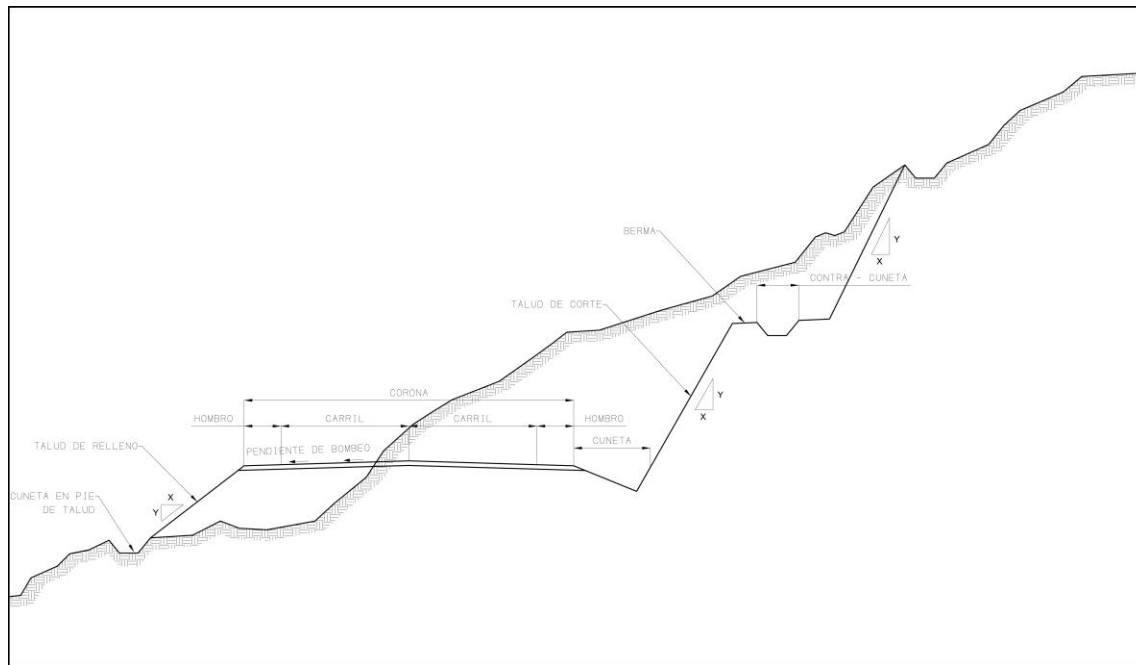 BERMA
Y
X
CONTRA - CUNETA
TALUD DE CORTE
Y
X
CORONA
HOMBRO
CARRIL
CARRIL
HOMBRO
CUNETA
TALUD DE RELLENO
PENDIENTE DE BOMBEO
X
Y
CUNETA EN PIE
DE TALUD